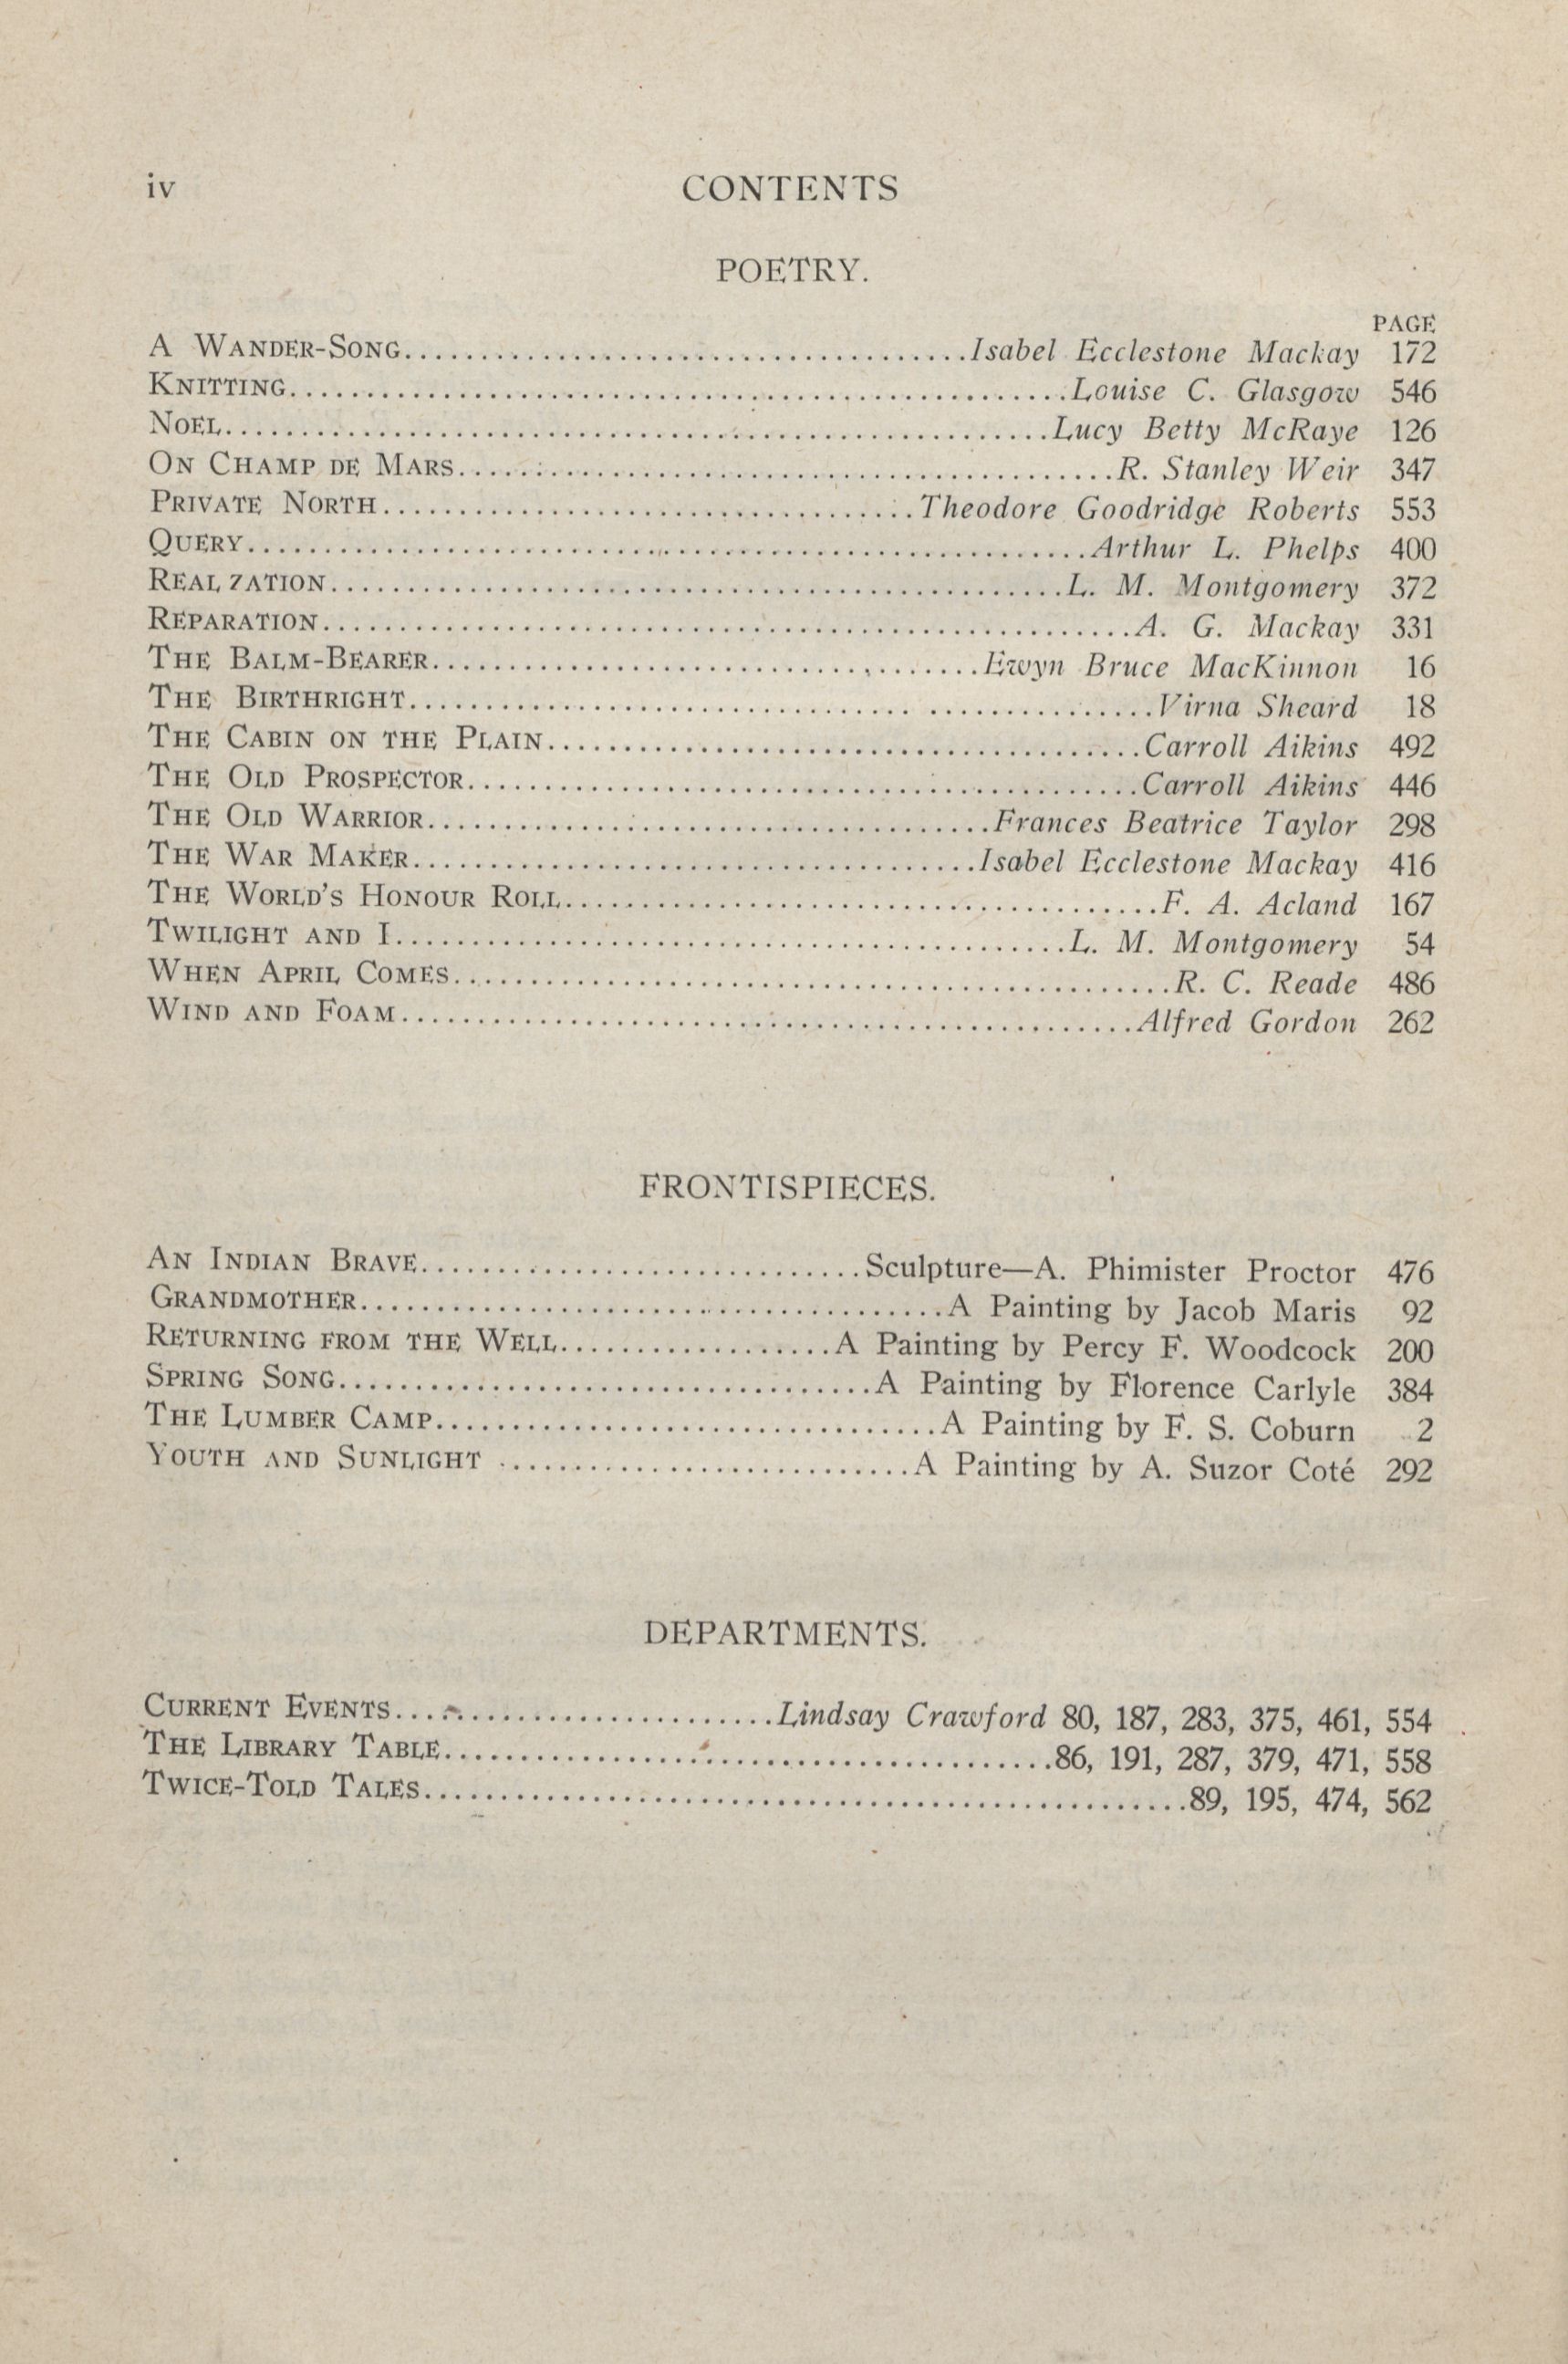 iv CONTENTS
POETRY.
PAGE
A WANDER-SONG. Isabel Ecclestone Mackay 172
KNITTING. Louise C. Glasgow 546
NOEL. Lucy Betty McRaye 126
ON CHAMP DE MARS. R. Stanley Weir 347
PRIVATE NORTH. Theodore Goodridge Roberts 553
QUERY. Arthur L. Phelps 400
REAL ZATION. L. M. Montgomery 372
REPARATION. A. G. Mackay 331
THE BALM-BEARER. Ewyn Bruce MacKinnon 16
THE BIRTHRIGHT. Virna Sheard 18
THE CABIN ON THE PLAIN. Carroll Aikins 492
THE OLD PROSPECTOR. Carroll Aikins 446
THE OLD WARRIOR. Frances Beatrice Taylor 298
THE WAR MAKER. Isabel Ecclestone Mackay 416
THE WORLD'S HONOUR ROLL. F. A. Acland 167
TWILIGHT AND I. L. M. Montgomery 54
WHEN APRIL COMES. R. C. Reade 486
WIND AND FOAM. Alfred Gordon 262
FRONTISPIECES.
AN INDIAN BRAVE. Sculpture—A. Phimister Proctor 476
GRANDMOTHER. A Painting by Jacob Maris 92
RETURNING FROM THE WELL. A Painting by Percy F. Woodcock 200
SPRING SONG. A Painting by Florence Carlyle 384
THE LUMBER CAMP. A Painting by F. S. Coburn 2
YOUTH AND SUNLIGHT . A Painting by A. Suzor Coté 292
DEPARTMENTS.
CURRENT EVENTS. Lindsay Crawford 80, 187, 283, 375, 461, 554
THE LIBRARY TABLE. 86, 191, 287, 379, 471, 558
TWICE-TOLD TALES. 89, 195, 474, 562